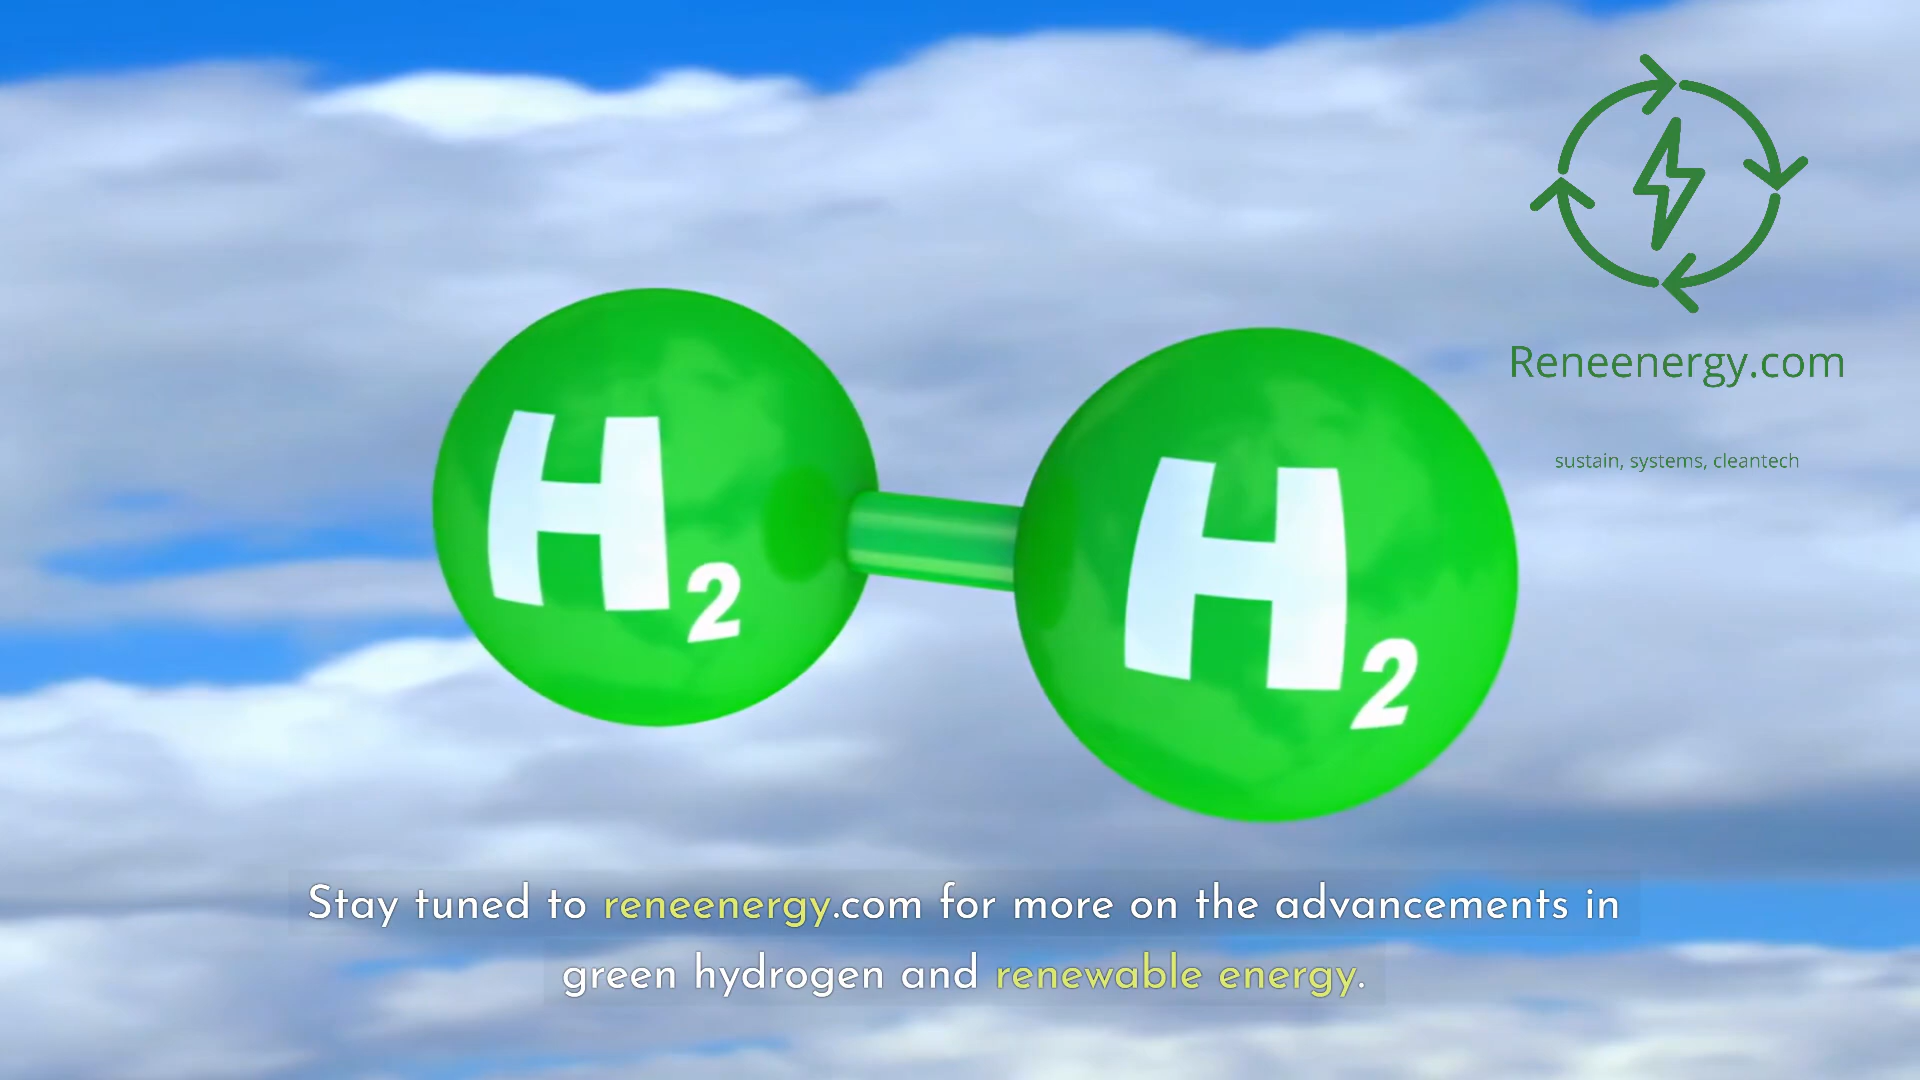 Reneenergy.com
sustain, systems, cleantech
H2
H2
Stay tuned to reneenergy.com for more on the advancements in
green hydrogen and renewable energy.